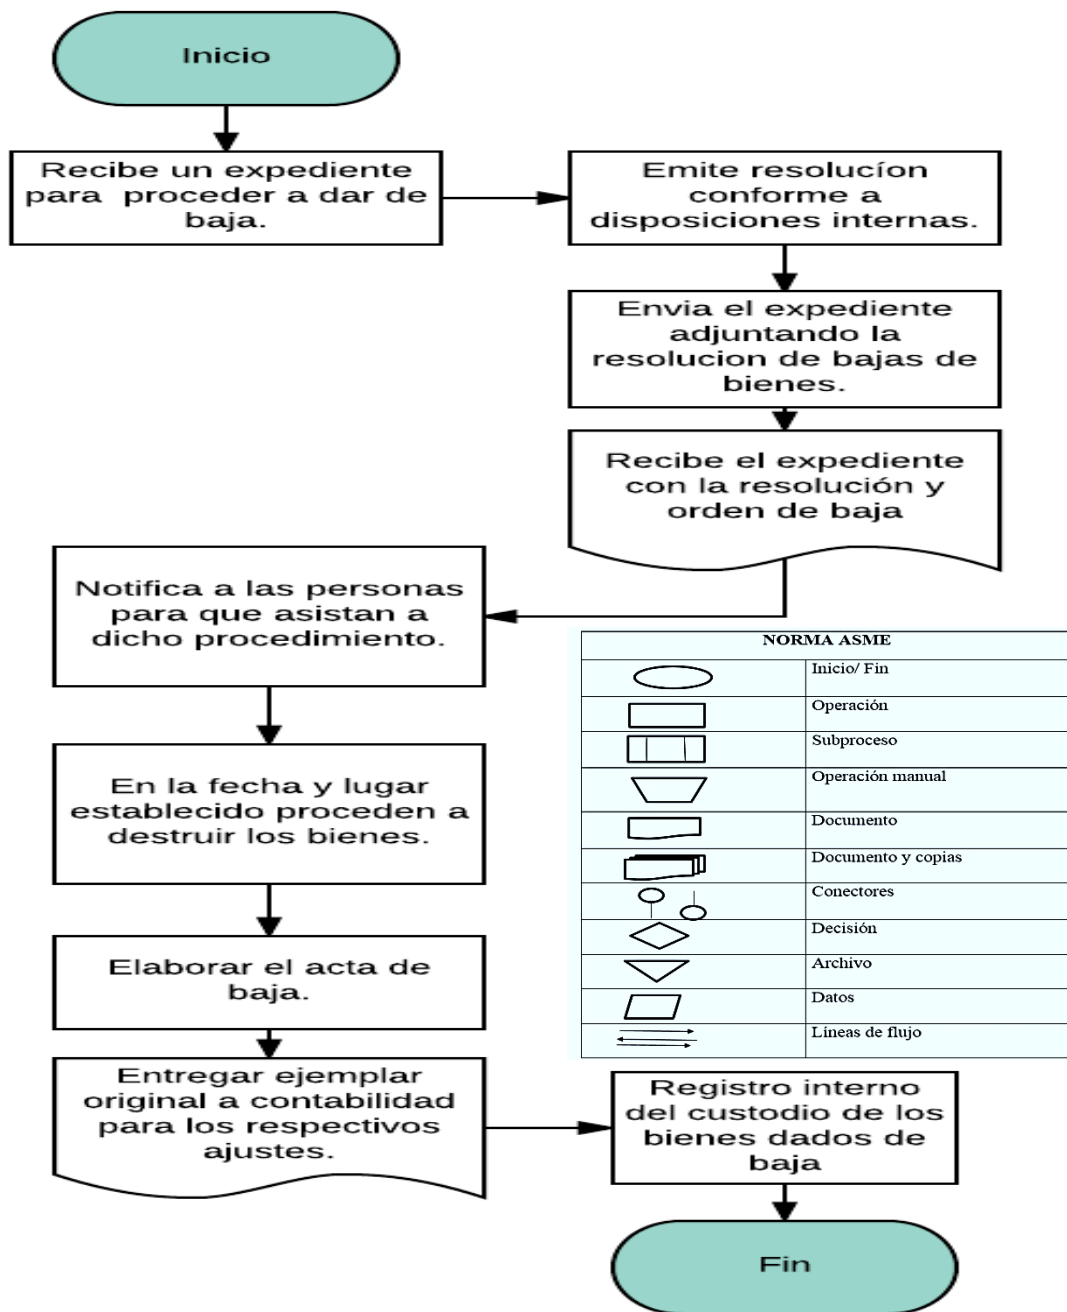 Inicio
Recibe un expediente
para proceder a dar de
baja.
Emite resolucíon
conforme a
disposiciones internas.
Envia el expediente
adjuntando la
resolucion de bajas de
bienes.
Recibe el expediente
con la resolución y
orden de baja
Notifica a las personas
para que asistan a
dicho procedimiento.
En la fecha y lugar
establecido proceden a
destruir los bienes.
Elaborar el acta de
baja.
Entregar ejemplar
original a contabilidad
para los respectivos
ajustes.
Registro interno
del custodio de los
bienes dados de
baja
Fin
NORMA ASME
Inicio/ Fin
Operación
Subproceso
Operación manual
Documento
Documento y copias
Conectores
Decisión
Archivo
Datos
Líneas de flujo